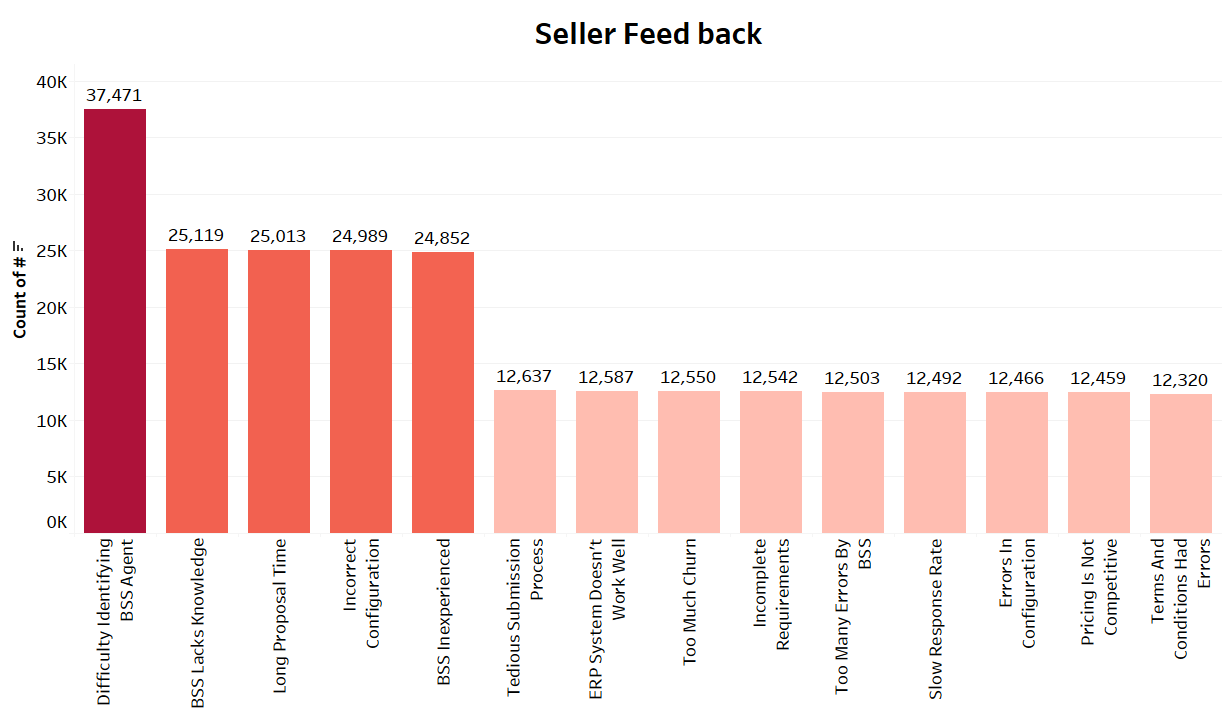 Seller Feed back
Count of #
40K
35K
30K
25K
20K
15K
10K
5K
0K
37,471
25,119
25,013
24,989
24,852
12,637
12,587
12,550
12,542
12,503
12,492
12,466
12,459
12,320
Difficulty Identifying
BSS Agent
BSS Lacks Knowledge
Long Proposal Time
Incorrect
Configuration
BSS Inexperienced
Tedious Submission
Process
ERP System Doesn't
Work Well
Too Much Churn
Incomplete
Requirements
Too Many Errors By
BSS
Slow Response Rate
Errors In
Configuration
Pricing Is Not
Competitive
Terms And
Conditions Had
Errors